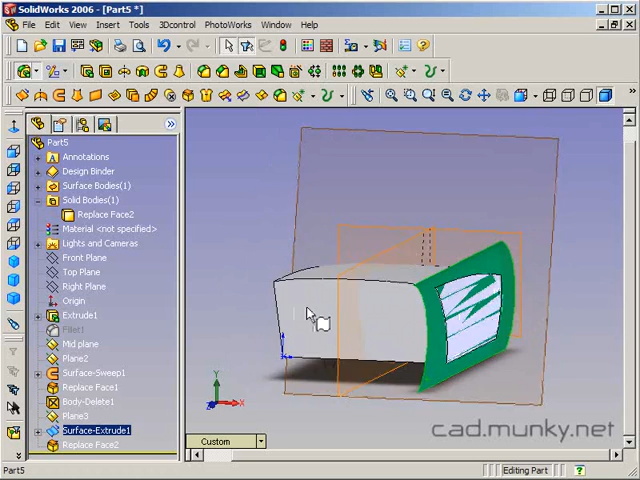 SolidWorks 2006 - [Part5 *]
File Edit View Insert Tools 3Dcontrol PhotoWorks Window Help
Part5
Annotations
Design Binder
Surface Bodies(1)
Solid Bodies(1)
Replace Face2
Material <not specified>
Lights and Cameras
Front Plane
Top Plane
Right Plane
Origin
Extrude1
Fillet1
Mid plane
Plane2
Surface-Sweep1
Replace Face1
Body-Delete1
Plane3
Surface-Extrude1
Replace Face2
Y
X
Z
Custom
cad.munky.net
Part5 Editing Part